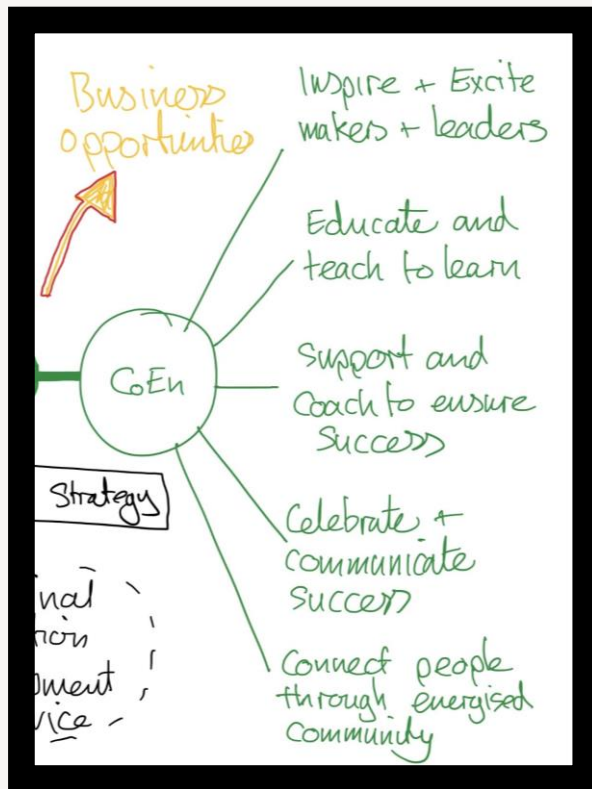 Business
opportunities
Inspire + Excite
makers + leaders
Educate and
teach to learn
CoEn
Support and
Coach to ensure
Success
Strategy
Celebrate +
communicate
success
Connect people
through energised
Community